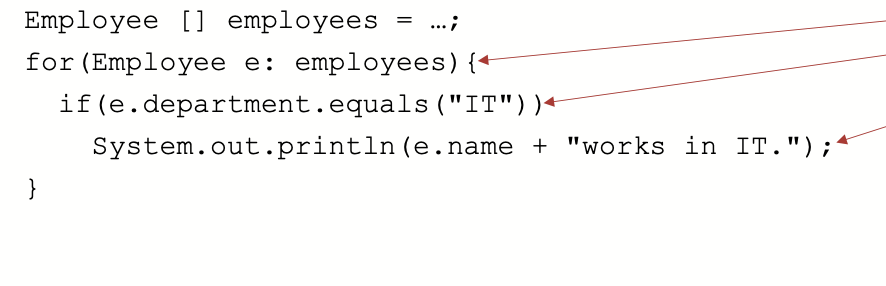 Employee [] employees = …;
for(Employee e: employees){
if(e.department.equals("IT"))
System.out.println(e.name + "works in IT.");
}